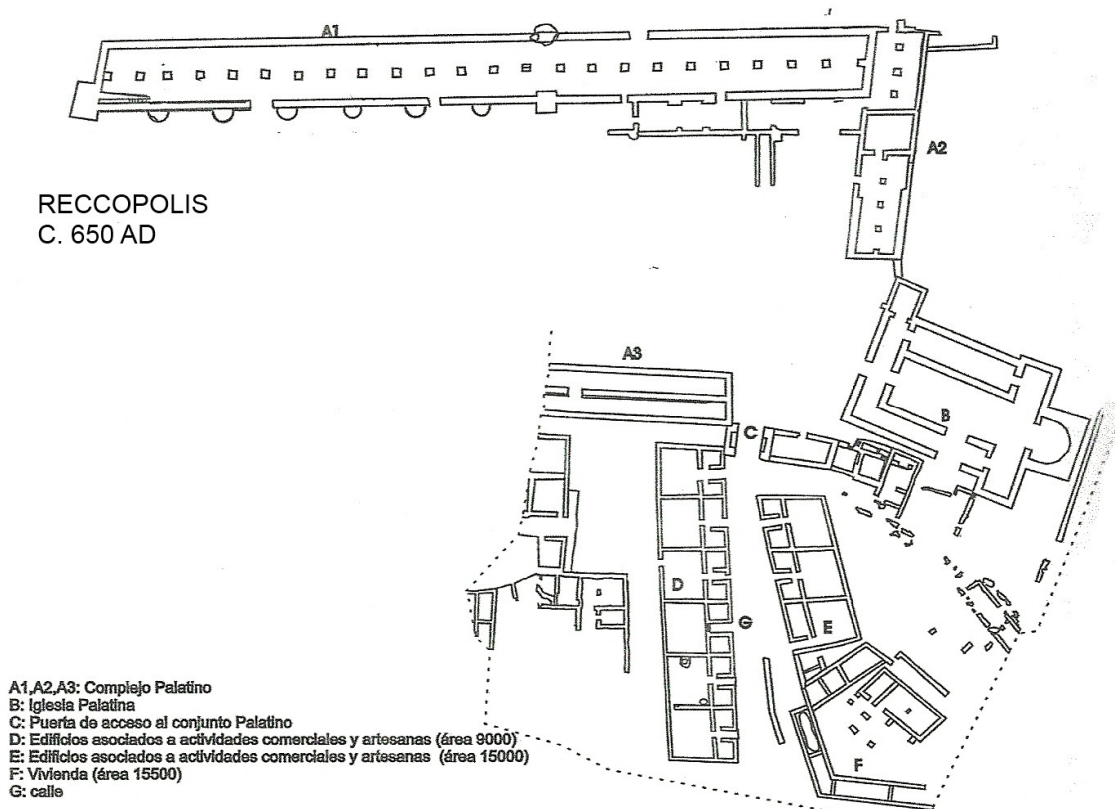 A1
A2
RECCOPOLIS
C. 650 AD
A3
B
C
D
E
G
F
A1,A2,A3: Complejo Palatino
B: Iglesia Palatina
C: Puerta de acceso al conjunto Palatino
D: Edificios asociados a actividades comerciales y artesanas (área 9000)
E: Edificios asociados a actividades comerciales y artesanas (área 15000)
F: Vivienda (área 15500)
G: calle